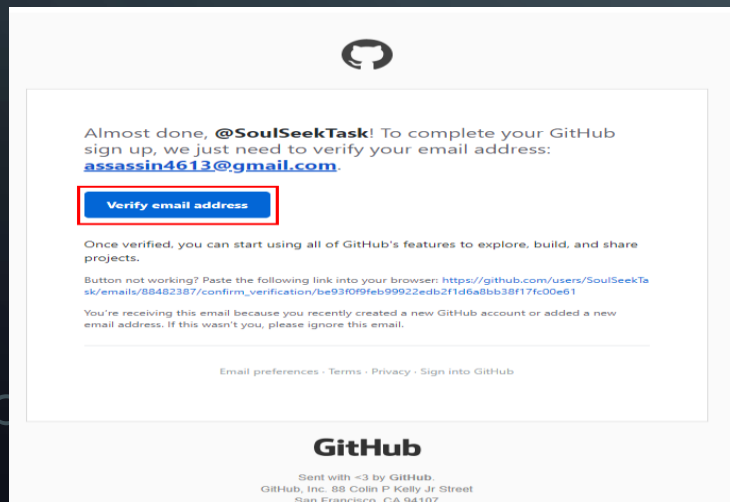 Almost done, @SoulSeekTask! To complete your GitHub
sign up, we just need to verify your email address:
assassin4613@gmail.com.
Verify email address
Once verified, you can start using all of GitHub's features to explore, build, and share
projects.
Button not working? Paste the following link into your browser: https://github.com/users/SoulSeekTa
sk/emails/88482387/confirm_verification/be93f0f9feb99922edb2f1d6a8bb38f17fc00e61
You're receiving this email because you recently created a new GitHub account or added a new
email address. If this wasn't you, please ignore this email.
Email preferences · Terms · Privacy · Sign into GitHub
GitHub
Sent with <3 by GitHub.
GitHub, Inc. 88 Colin P Kelly Jr Street
San Francisco, CA 94107